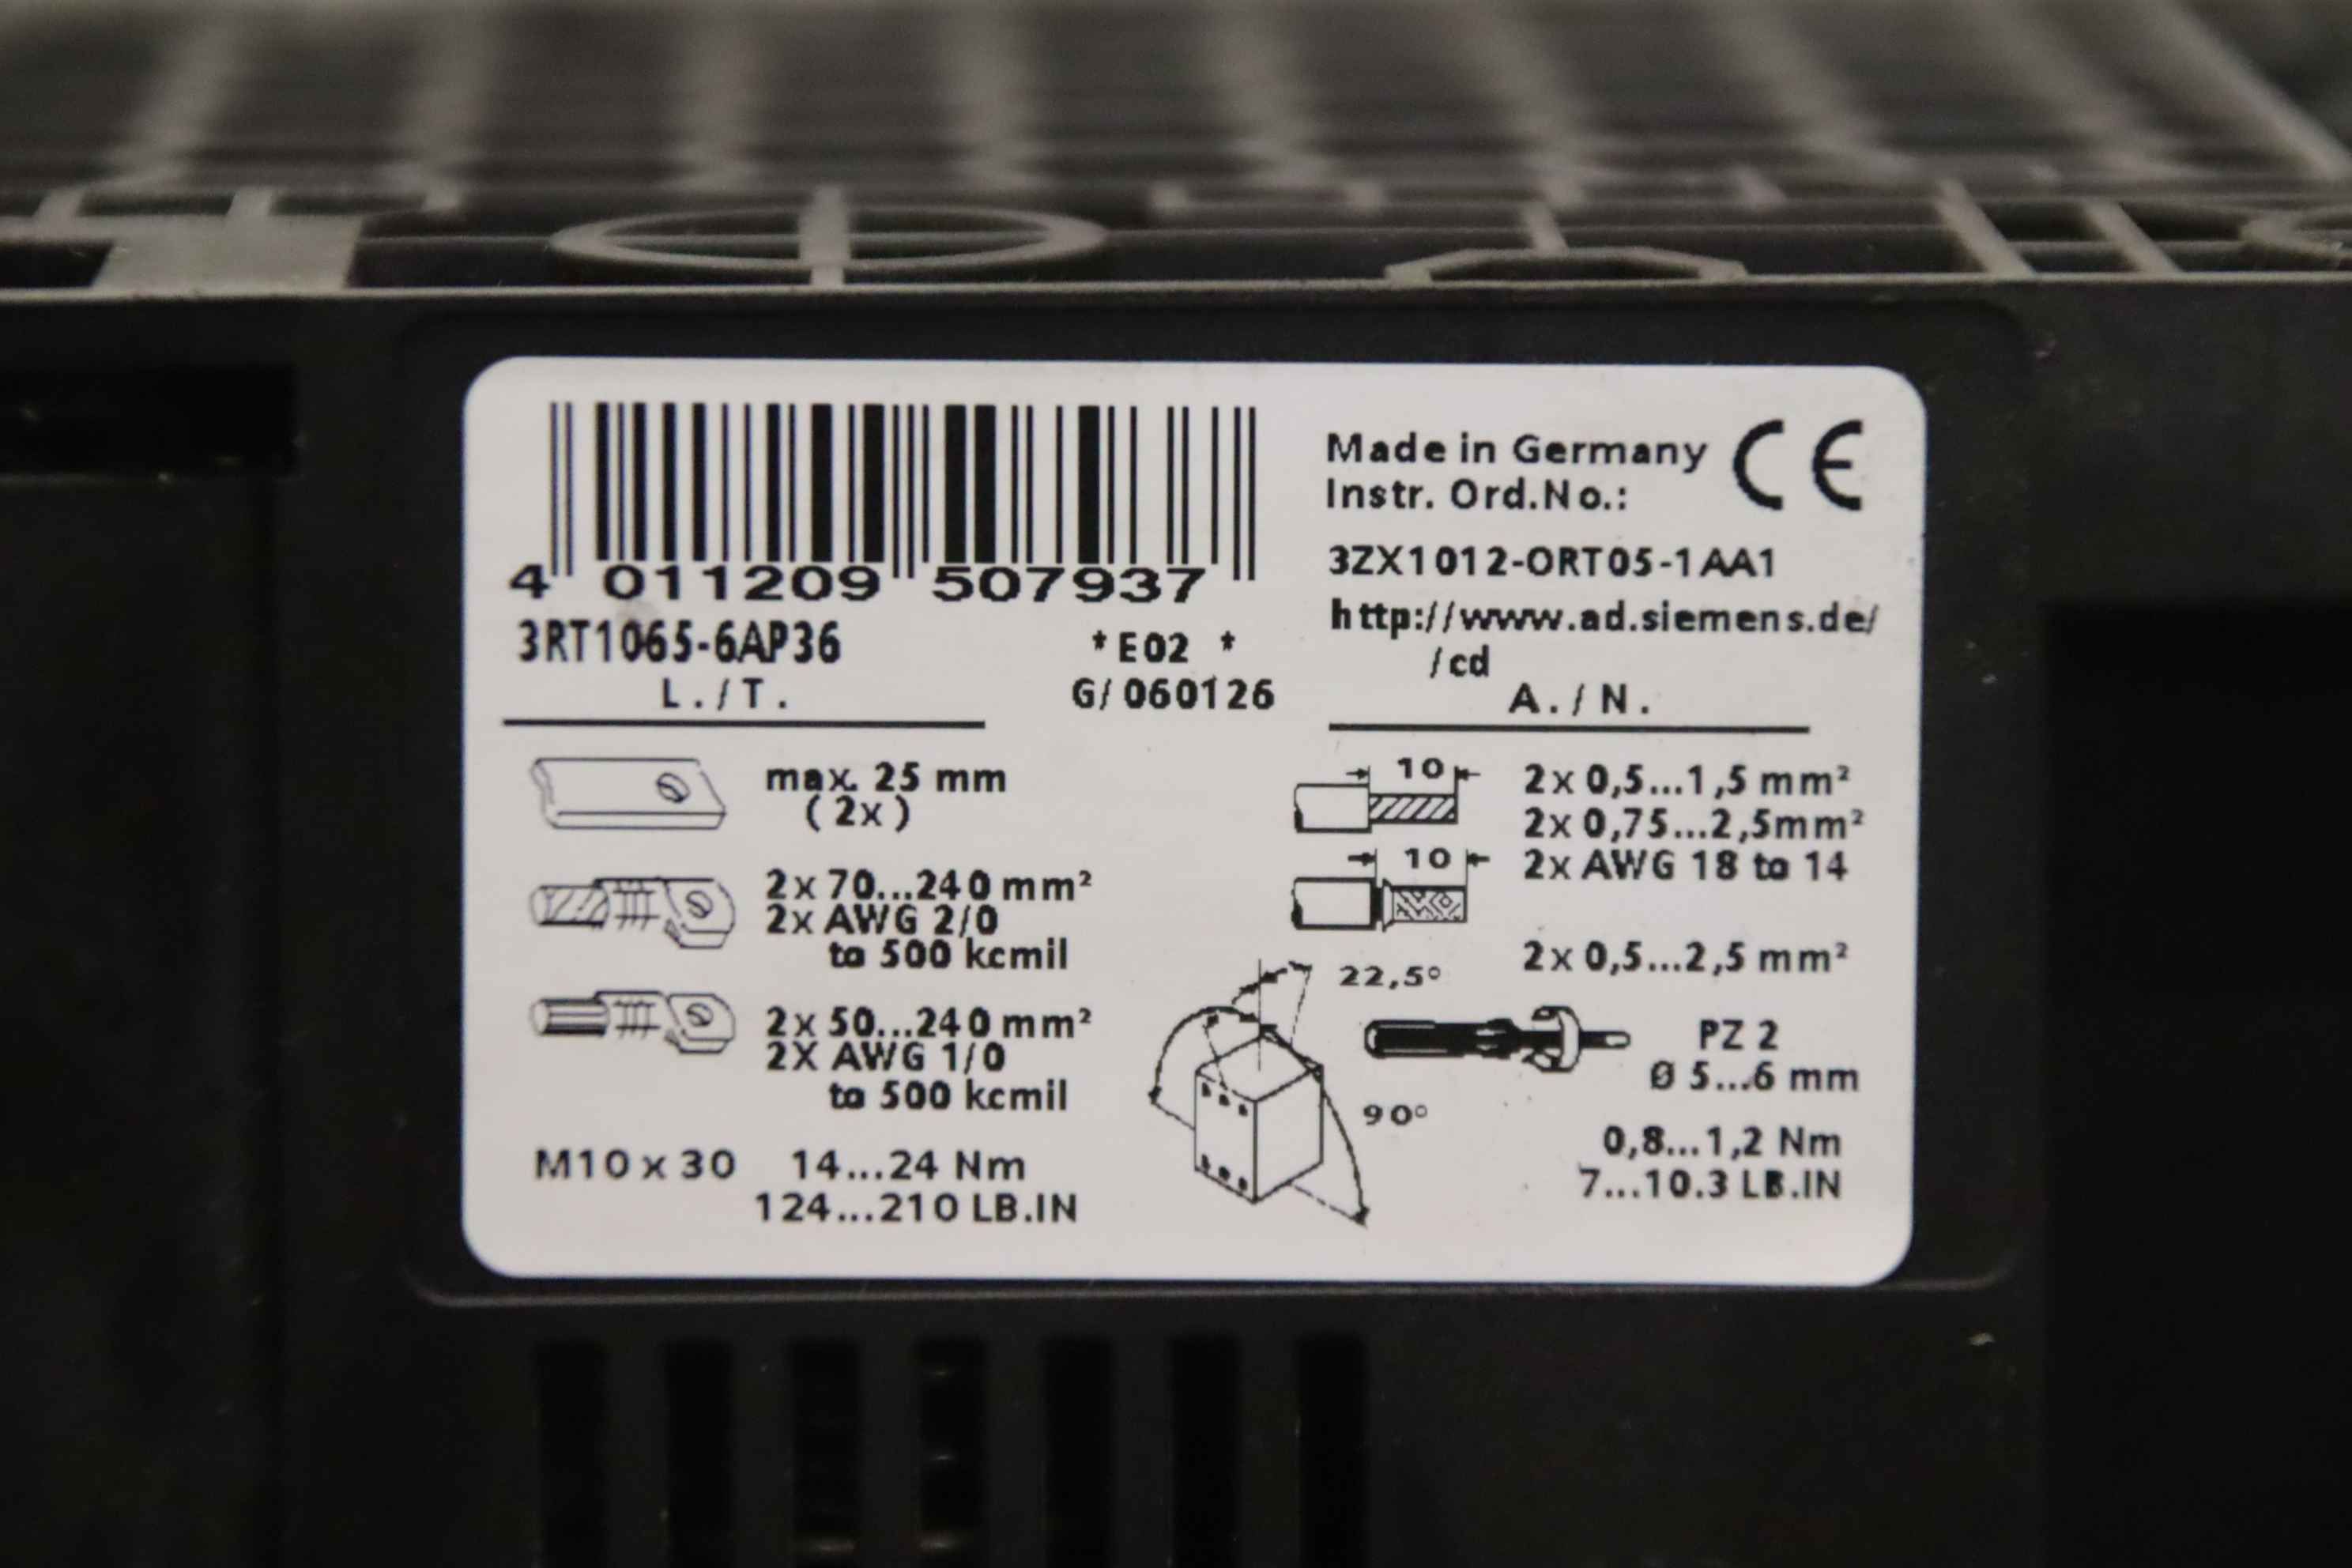 4 011209 507937
3RT1065-6AP36
*E02 *
L./T.
G/060126
Made in Germany CE
Instr. Ord.No.:
3ZX1012-ORT05-1AA1
http://www.ad.siemens.de/
/cd
A./N.
max. 25 mm
(2x)
2x 70...240 mm²
2x AWG 2/0
to 500 kcmil
2x 50...240 mm²
2X AWG 1/0
to 500 kcmil
M10 x 30 14...24 Nm
124...210 LB.IN
10
10
2x 0,5...1,5 mm²
2x 0,75...2,5mm²
2x AWG 18 to 14
2x 0,5...2,5 mm²
22,5°
90°
PZ 2
Ø 5...6 mm
0,8...1,2 Nm
7...10.3 LB.IN